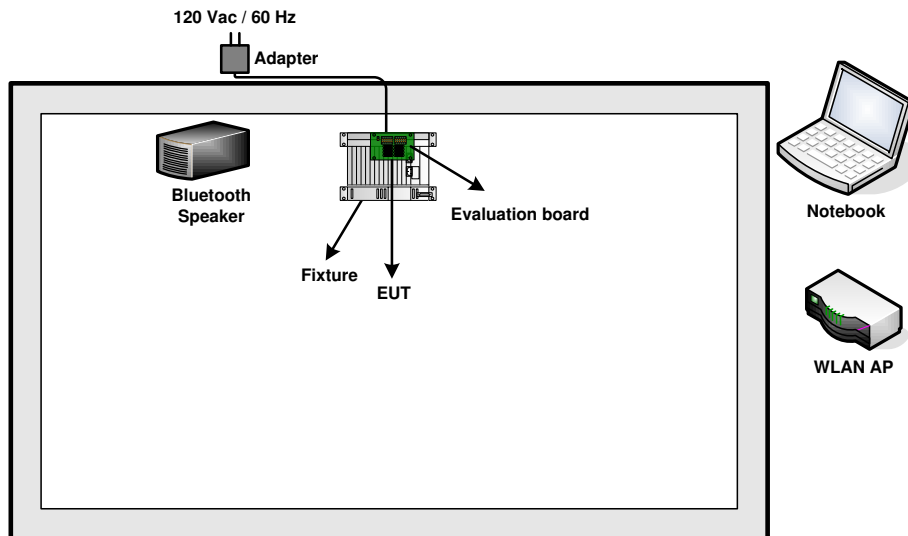 120 Vac / 60 Hz
Adapter
Bluetooth
Speaker
Evaluation board
Fixture
EUT
Notebook
WLAN AP